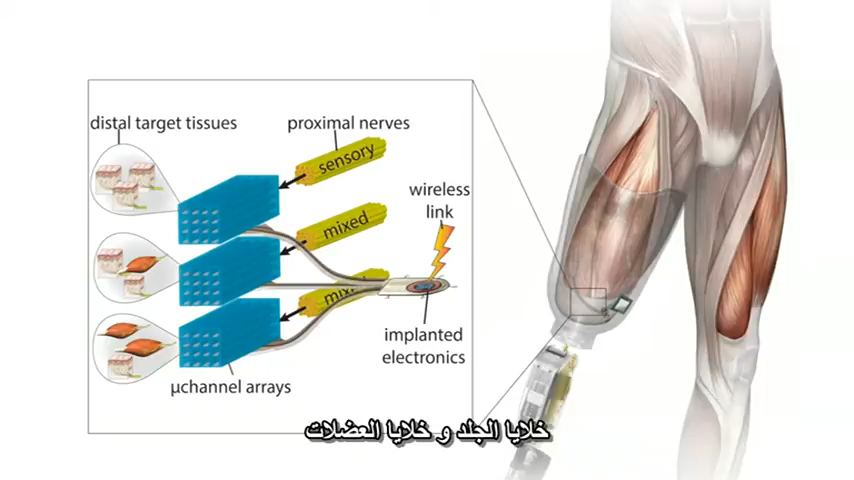 distal target tissues
proximal nerves
sensory
mixed
mixed
wireless
link
implanted
electronics
µchannel arrays
خلايا الجلد و خلايا العضلات